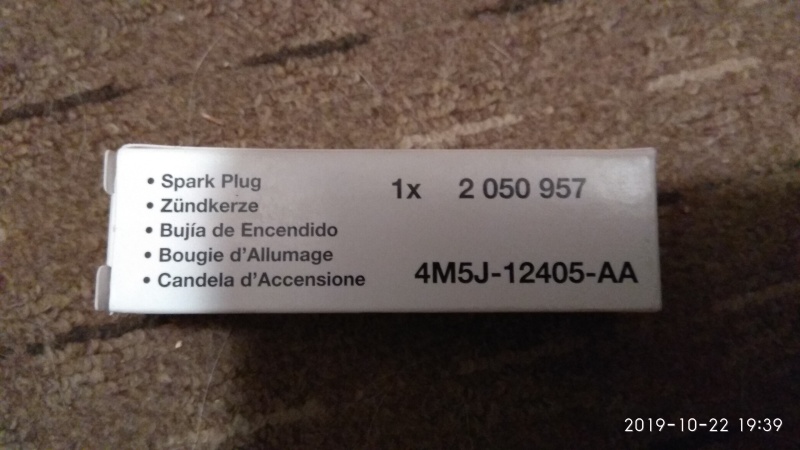 • Spark Plug
• Zündkerze
• Bujía de Encendido
• Bougie d'Allumage
• Candela d'Accensione
1x 2 050 957
4M5J-12405-AA
2019-10-22 19:39